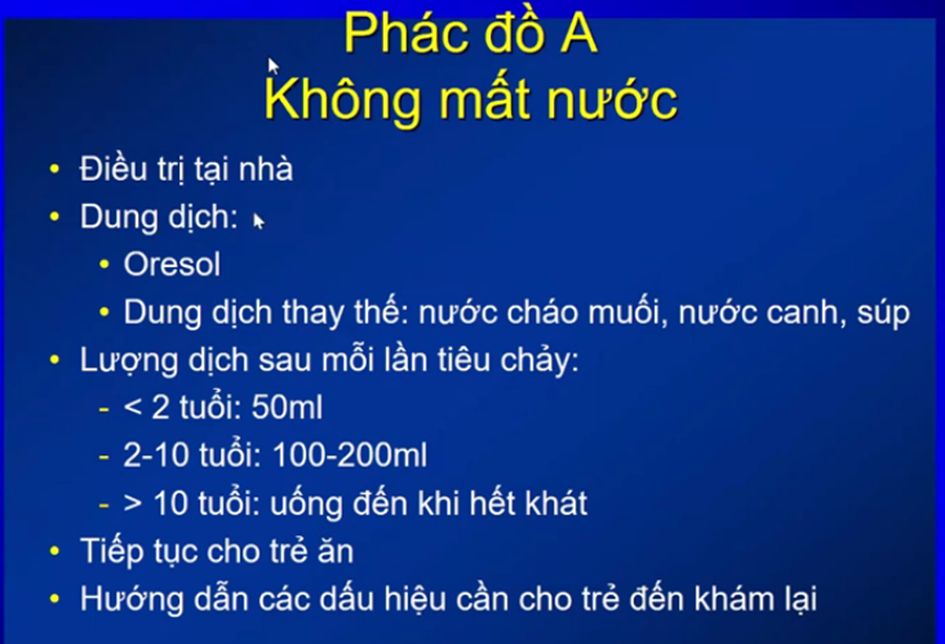 Phác đồ A
Không mất nước
• Điều trị tại nhà
• Dung dịch:
• Oresol
• Dung dịch thay thế: nước cháo muối, nước canh, súp
• Lượng dịch sau mỗi lần tiêu chảy:
- < 2 tuổi: 50ml
- 2-10 tuổi: 100-200ml
- > 10 tuổi: uống đến khi hết khát
• Tiếp tục cho trẻ ăn
• Hướng dẫn các dấu hiệu cần cho trẻ đến khám lại